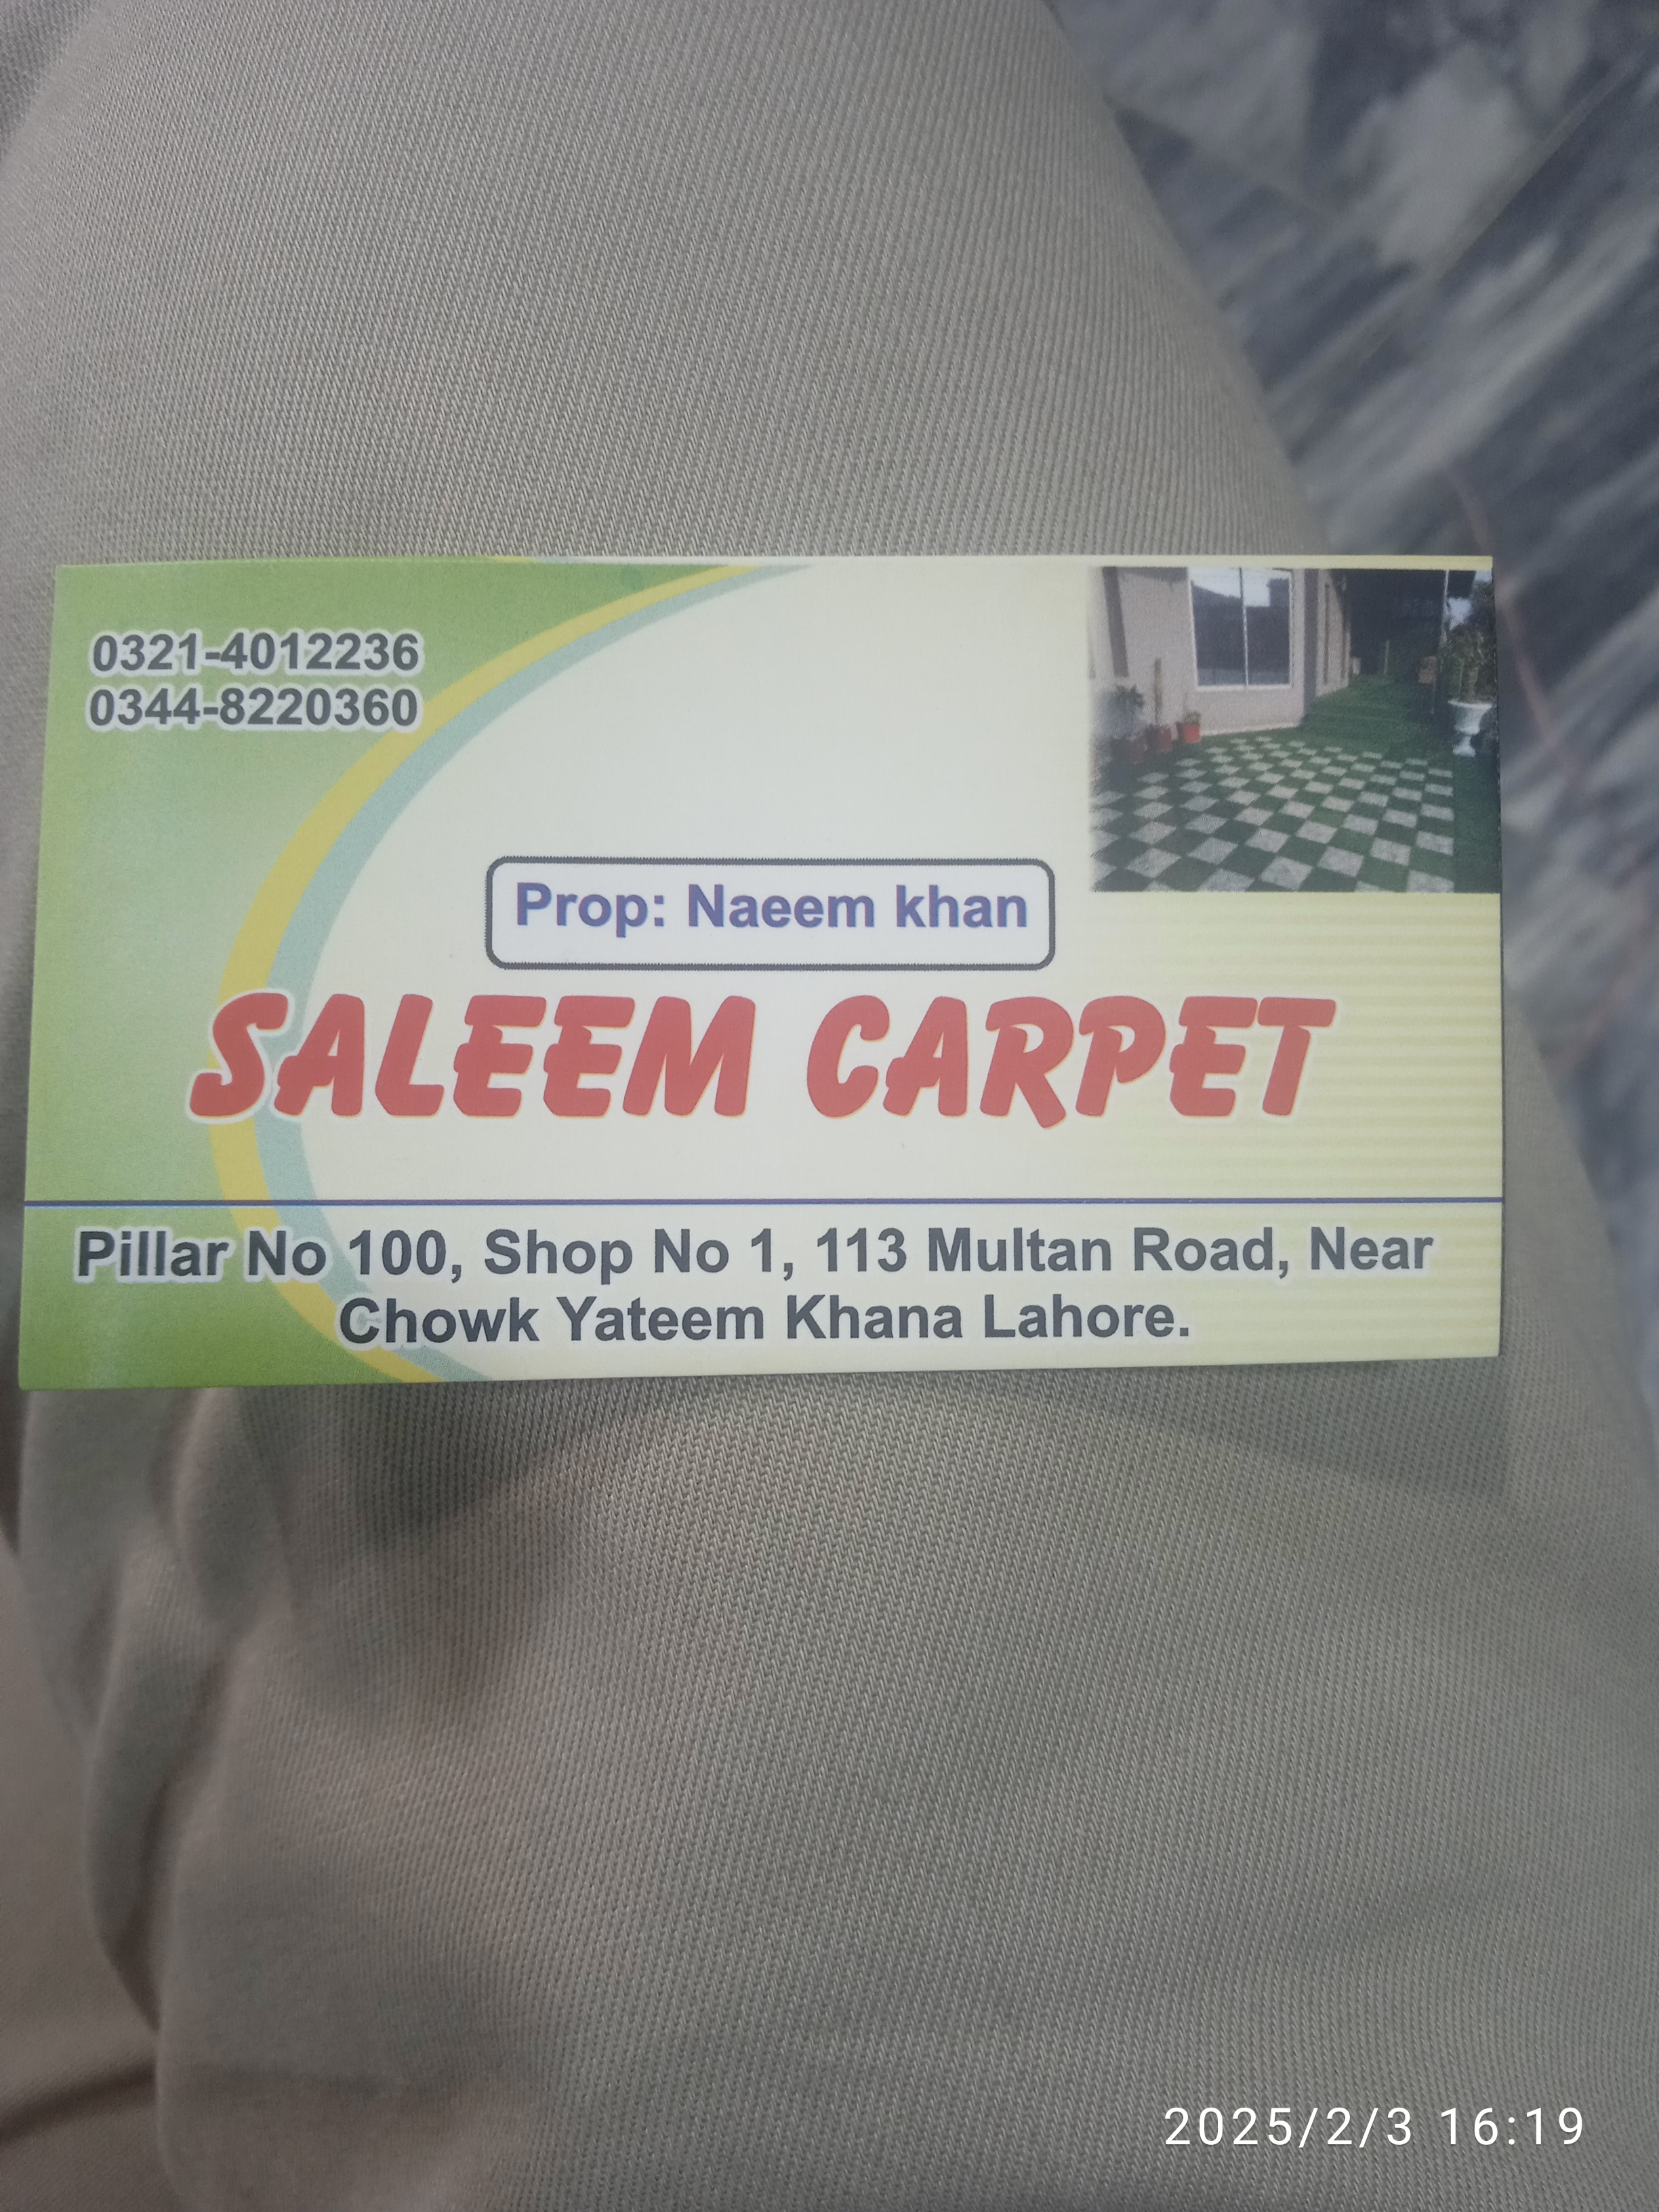 0321-4012236
0344-8220360
Prop: Naeem khan
SALEEM CARPET
Pillar No 100, Shop No 1, 113 Multan Road, Near
Chowk Yateem Khana Lahore.
2025/2/3 16:19